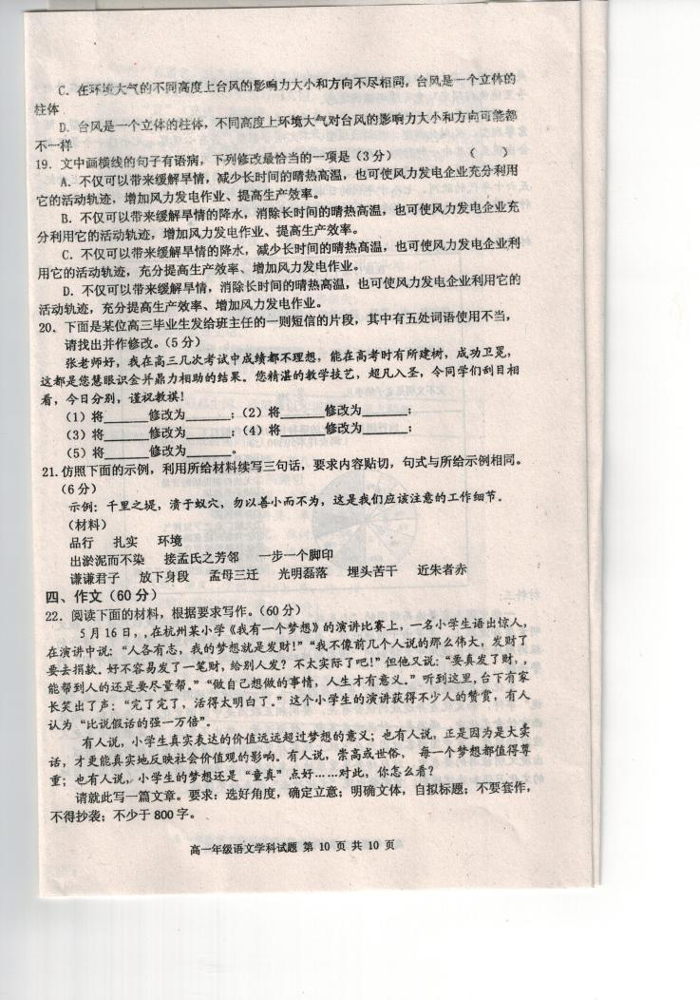 C．在环境大气的不同高度上台风的影响力大小和方向不尽相同，台风是一个立体的
柱体
D．台风是一个立体的柱体，不同高度上环境大气对台风的影响力大小和方向可能都
不一样
19．文中画横线的句子有语病，下列修改最恰当的一项是（3分）（ ）
A．不仅可以带来缓解旱情，减少长时间的晴热高温，也可使风力发电企业充分利用
它的活动轨迹，增加风力发电作业、提高生产效率。
B．不仅可以带来缓解旱情的降水，消除长时间的晴热高温，也可使风力发电企业充
分利用它的活动轨迹，增加风力发电作业、提高生产效率。
C．不仅可以带来缓解旱情的降水，减少长时间的晴热高温，也可使风力发电企业利
用它的活动轨迹，充分提高生产效率、增加风力发电作业。
D．不仅可以带来缓解旱情，消除长时间的晴热高温，也可使风力发电企业利用它的
活动轨迹，充分提高生产效率、增加风力发电作业。
20．下面是某位高三毕业生发给班主任的一则短信的片段，其中有五处词语使用不当，
请找出并作修改。（5分）
张老师好，我在高三几次考试中成绩都不理想，能在高考时有所建树，成功卫冕，
这都是您慧眼识金并鼎力相助的结果。您精湛的教学技艺，超凡入圣，令同学们刮目相
看，今日分别，谨祝教祺！
（1）将______修改为______；（2）将______修改为______；
（3）将______修改为______；（4）将______修改为______；
（5）将______修改为______。
21.仿照下面的示例，利用所给材料续写三句话，要求内容贴切，句式与所给示例相同。
（6分）
示例：千里之堤，溃于蚁穴，勿以善小而不为，这是我们应该注意的工作细节。
（材料）
品行 扎实 环境
出淤泥而不染 接孟氏之芳邻 一步一个脚印
谦谦君子 放下身段 孟母三迁 光明磊落 埋头苦干 近朱者赤
四、作文（60分）
22．阅读下面的材料，根据要求写作。（60分）
5月16日，，在杭州某小学《我有一个梦想》的演讲比赛上，一名小学生语出惊人，
在演讲中说：“人各有志，我的梦想就是发财！”“我不像前几个人说的那么伟大，发财了
要去捐款。好不容易发了一笔财，给别人发？不太实际了吧！”但他又说：“要真发了财，，
能帮到人的还是要尽量帮。”“做自己想做的事情，人生才有意义。”听到这里，台下有家
长笑出了声：“完了完了，活得太明白了。”这个小学生的演讲获得不少人的赞赏，有人
认为“比说假话的强一万倍”。
有人说，小学生真实表达的价值远远超过梦想的意义；也有人说，正是因为是大实
话，才更能真实地反映社会价值观的影响。有人说，崇高或世俗， 每一个梦想都值得尊
重；也有人说，小学生的梦想还是“童真”点好……对此，你怎么看？
请就此写一篇文章。要求：选好角度，确定立意；明确文体，自拟标题；不要套作，
不得抄袭；不少于800字。
高一年级语文学科试题 第 10 页 共 10 页